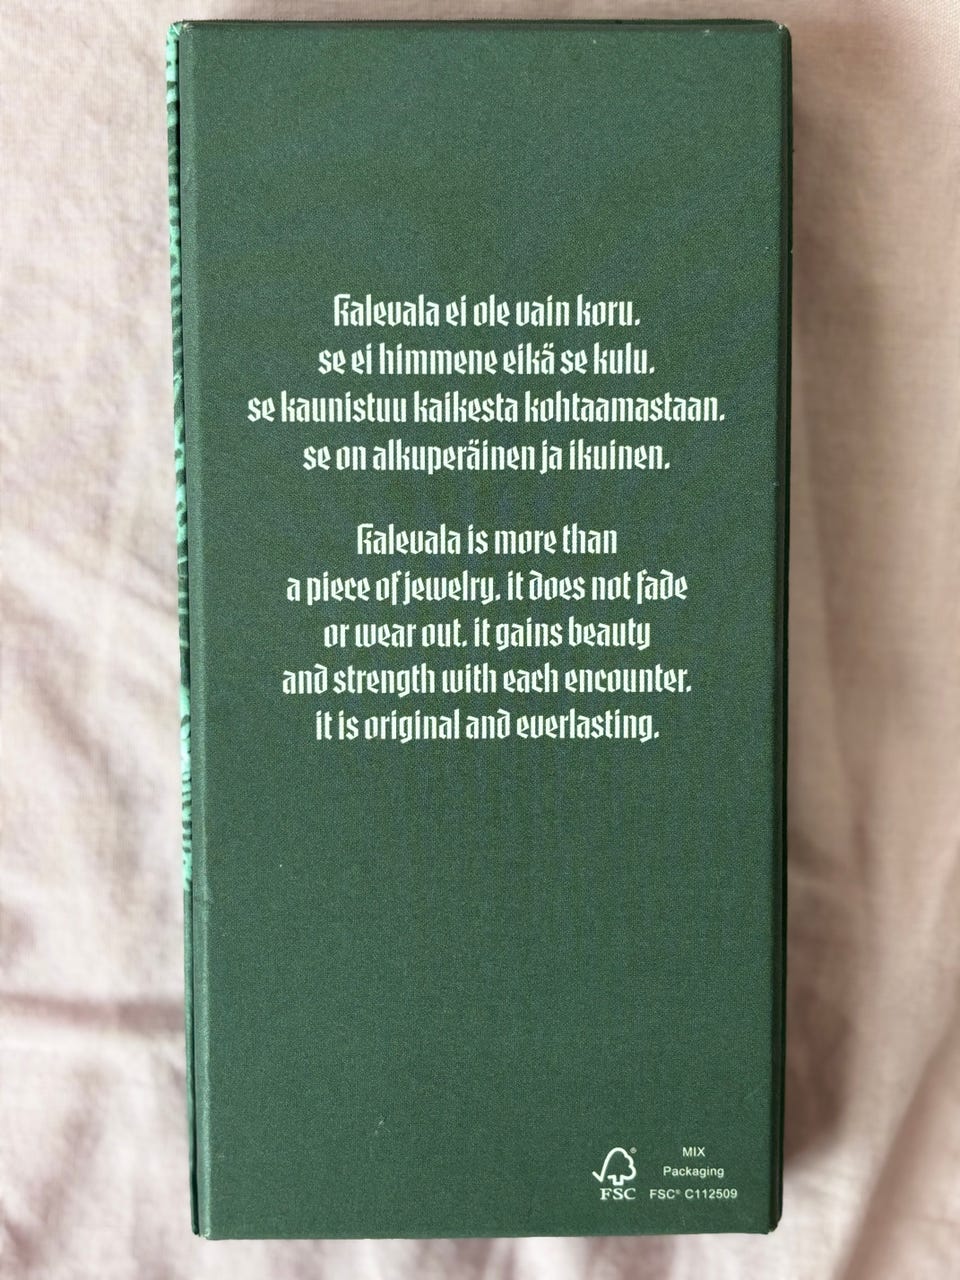 Kalevala ei ole vain koru.
se ei himmene eikä se kulu.
se kaunistuu kaikesta kohtaamastaan.
se on alkuperäinen ja ikuinen.
Kalevala is more than
a piece of jewelry. it does not fade
or wear out. it gains beauty
and strength with each encounter.
it is original and everlasting.
MIX
Packaging
FSC FSC® C112509